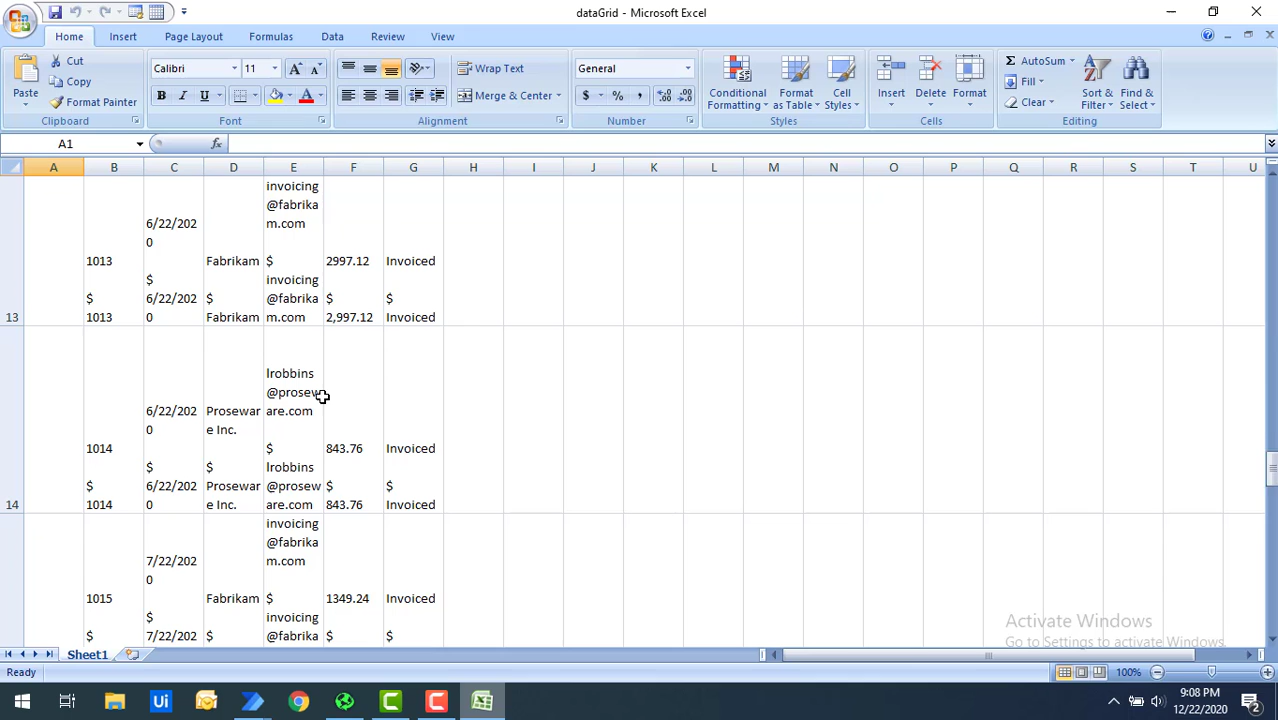 dataGrid - Microsoft Excel
Home Insert Page Layout Formulas Data Review View
Paste
Cut
Copy
Format Painter
Clipboard
Calibri 11
B I U
Font
Wrap Text
Merge & Center
Alignment
General
$ % ,
Number
Conditional Formatting
Format as Table
Cell Styles
Styles
Insert
Delete
Format
Cells
AutoSum
Fill
Clear
Sort & Filter
Find & Select
Editing
A1 fx
A B C D E F G H I J K L M N O P Q R S T U
invoicing
@fabrika
6/22/202 m.com
0
1013 Fabrikam $ 2997.12 Invoiced
$ invoicing
$ 6/22/202 $ @fabrika $ $
13 1013 0 Fabrikam m.com 2,997.12 Invoiced
lrobbins
@prosew
6/22/202 Prosewar are.com
0 e Inc.
1014 $ 843.76 Invoiced
$ $ lrobbins
$ 6/22/202 Prosewar @prosew $ $
14 1014 0 e Inc. are.com 843.76 Invoiced
invoicing
@fabrika
7/22/202 m.com
0
1015 Fabrikam $ 1349.24 Invoiced
$ invoicing
$ 7/22/202 $ @fabrika $ $
Activate Windows
Go to Settings to activate Windows.
Sheet1
Ready 100%
Ui
9:08 PM
12/22/2020
2